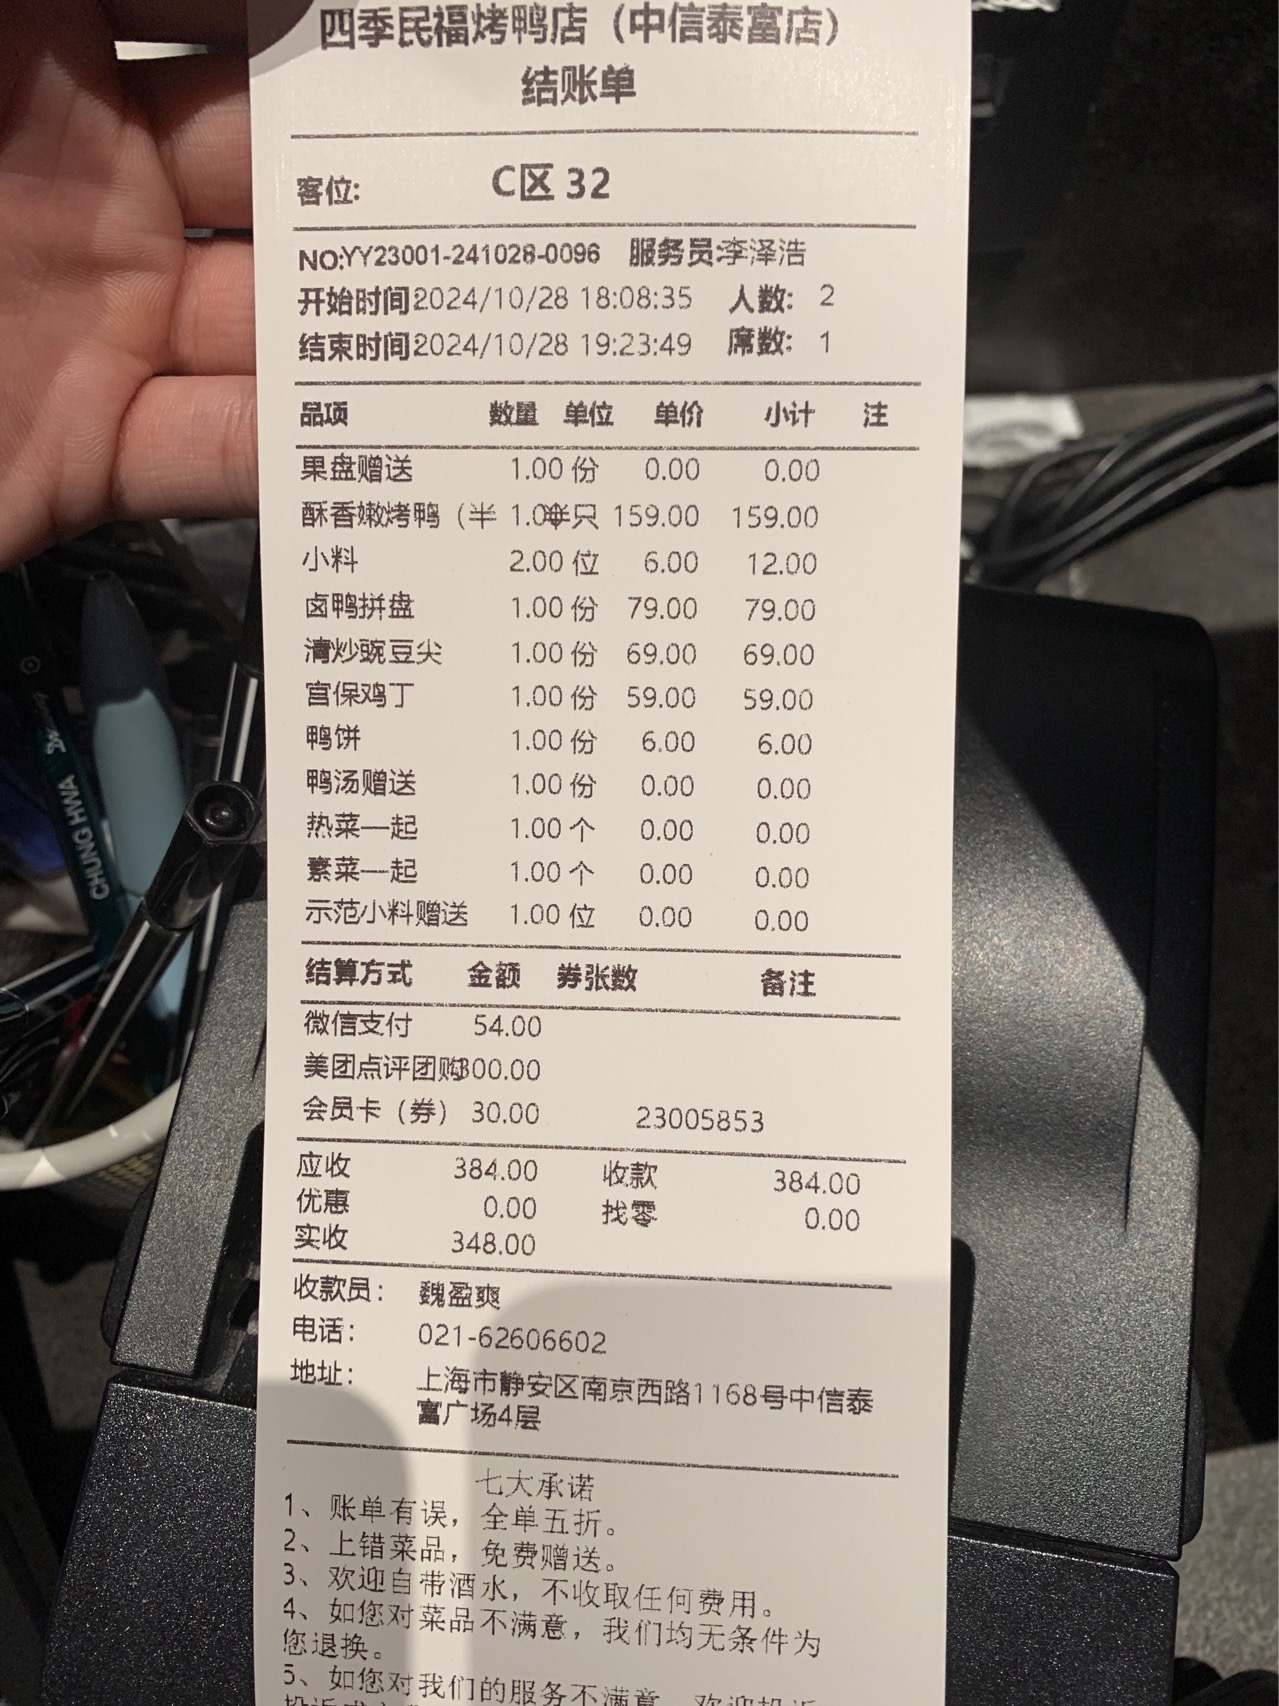 四季民福烤鸭店（中信泰富店）
结账单
客位: C区 32
NO:YY23001-241028-0096 服务员:李泽浩
开始时间 2024/10/28 18:08:35 人数: 2
结束时间 2024/10/28 19:23:49 席数: 1
品项 数量 单位 单价 小计 注
果盘赠送 1.00 份 0.00 0.00
酥香嫩烤鸭（半 1.00 半只 159.00 159.00
小料 2.00 位 6.00 12.00
卤鸭拼盘 1.00 份 79.00 79.00
清炒豌豆尖 1.00 份 69.00 69.00
宫保鸡丁 1.00 份 59.00 59.00
鸭饼 1.00 份 6.00 6.00
鸭汤赠送 1.00 份 0.00 0.00
热菜一起 1.00 个 0.00 0.00
素菜一起 1.00 个 0.00 0.00
示范小料赠送 1.00 位 0.00 0.00
结算方式 金额 券张数 备注
微信支付 54.00
美团点评团购 300.00
会员卡（券） 30.00 23005853
应收 384.00 收款 384.00
优惠 0.00 找零 0.00
实收 348.00
收款员: 魏盈爽
电话: 021-62606602
地址: 上海市静安区南京西路1168号中信泰
富广场4层
七大承诺
1、账单有误，全单五折。
2、上错菜品，免费赠送。
3、欢迎自带酒水，不收取任何费用。
4、如您对菜品不满意，我们均无条件为
您退换。
5、如您对我们的服务不满意，欢迎投诉
CHUNG HWA